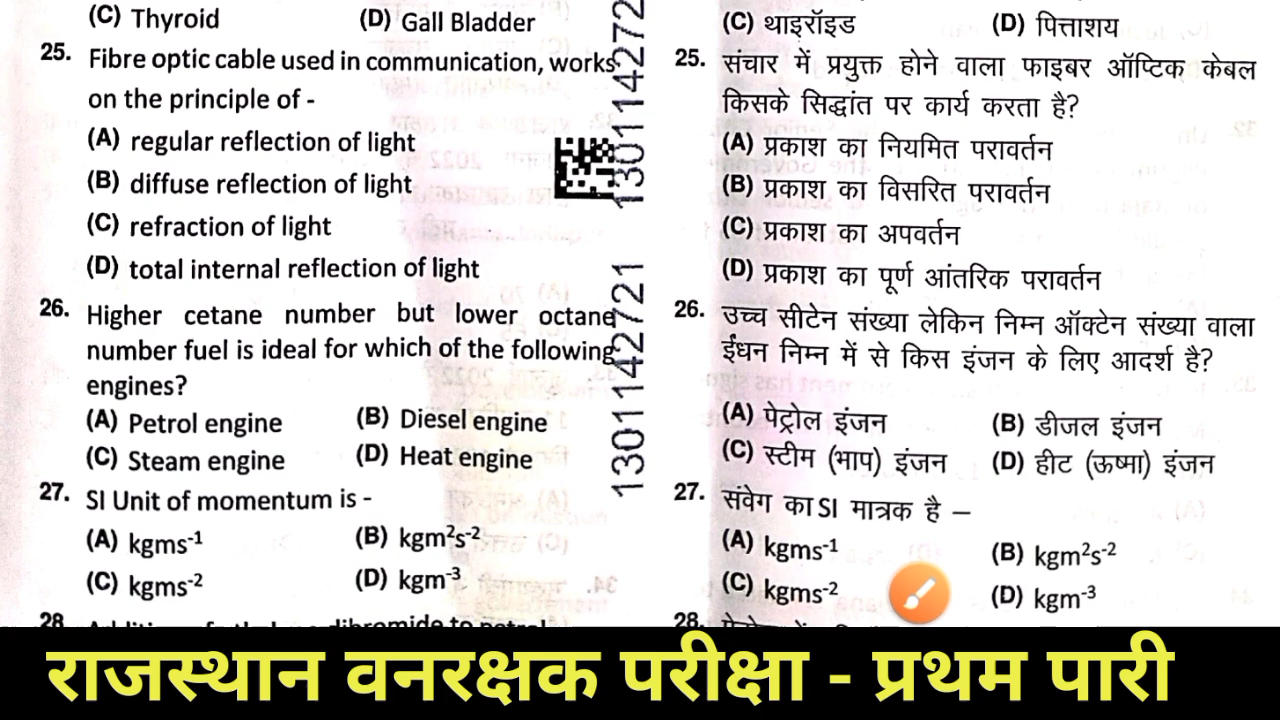 (C) Thyroid (D) Gall Bladder
25. Fibre optic cable used in communication, works
on the principle of -
(A) regular reflection of light
(B) diffuse reflection of light
(C) refraction of light
(D) total internal reflection of light
26. Higher cetane number but lower octane
number fuel is ideal for which of the following
engines?
(A) Petrol engine (B) Diesel engine
(C) Steam engine (D) Heat engine
27. SI Unit of momentum is -
(A) kgms⁻¹ (B) kgm²s⁻²
(C) kgms⁻² (D) kgm⁻³
28
1301142721 130114272
(C) थाइरॉइड (D) पित्ताशय
25. संचार में प्रयुक्त होने वाला फाइबर ऑप्टिक केबल
किसके सिद्धांत पर कार्य करता है?
(A) प्रकाश का नियमित परावर्तन
(B) प्रकाश का विसरित परावर्तन
(C) प्रकाश का अपवर्तन
(D) प्रकाश का पूर्ण आंतरिक परावर्तन
26. उच्च सीटेन संख्या लेकिन निम्न ऑक्टेन संख्या वाला
ईंधन निम्न में से किस इंजन के लिए आदर्श है?
(A) पेट्रोल इंजन (B) डीजल इंजन
(C) स्टीम (भाप) इंजन (D) हीट (ऊष्मा) इंजन
27. संवेग का SI मात्रक है –
(A) kgms⁻¹ (B) kgm²s⁻²
(C) kgms⁻² (D) kgm⁻³
28.
राजस्थान वनरक्षक परीक्षा - प्रथम पारी